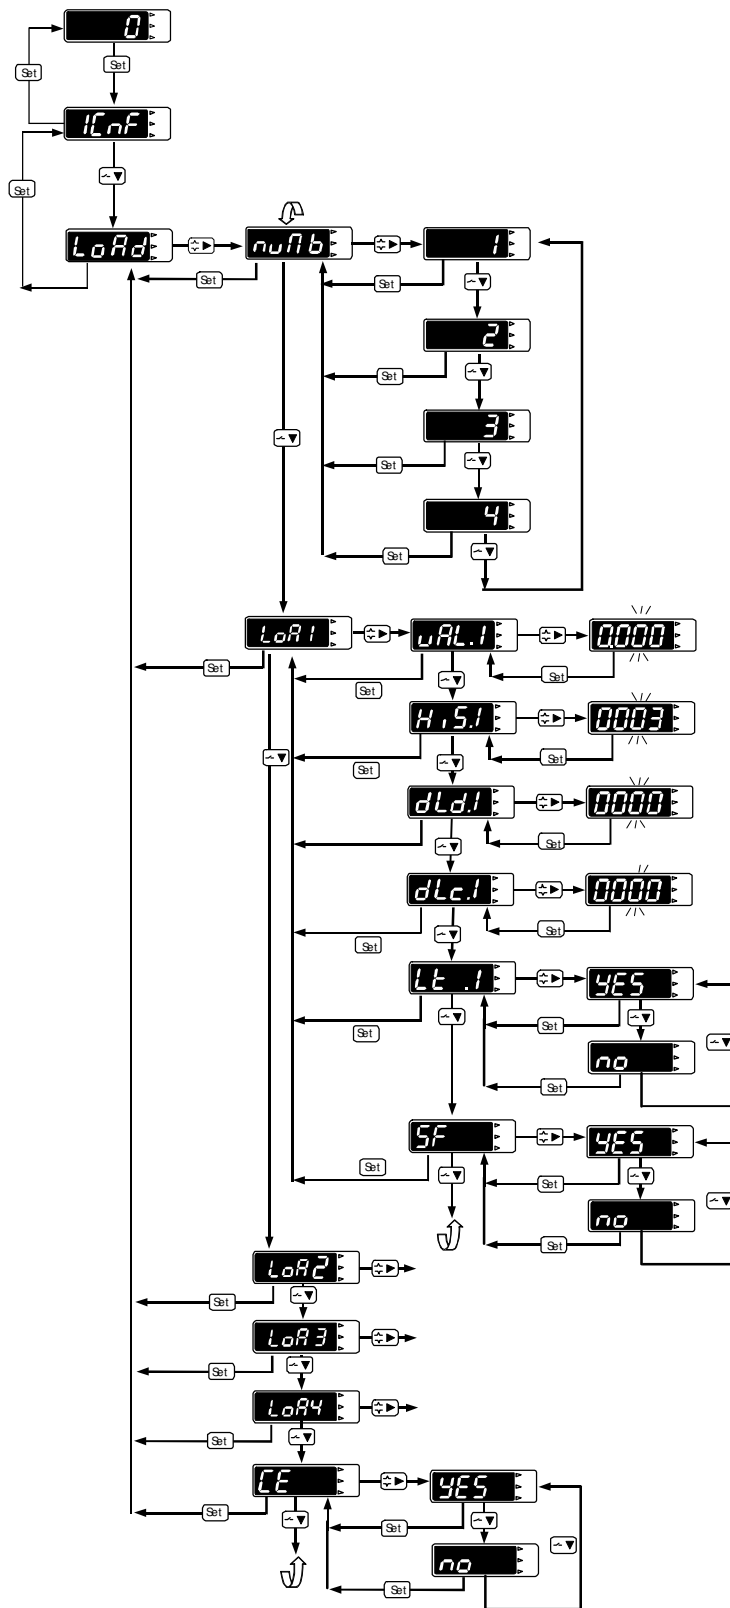 0
Set
Set
1CnF
Set
LoAd
nuMb
1
Set
Set
2
Set
3
Set
4
Set
LoA1
vAL.1
0.000
Set
Set
Set
HiS.1
0003
Set
Set
dLd.1
0000
Set
dLc.1
0000
Set
Set
Lt .1
YES
Set
Set
no
Set
SF
YES
Set
Set
no
Set
LoA2
Set
LoA3
Set
LoA4
Set
CE
YES
Set
Set
no
Set